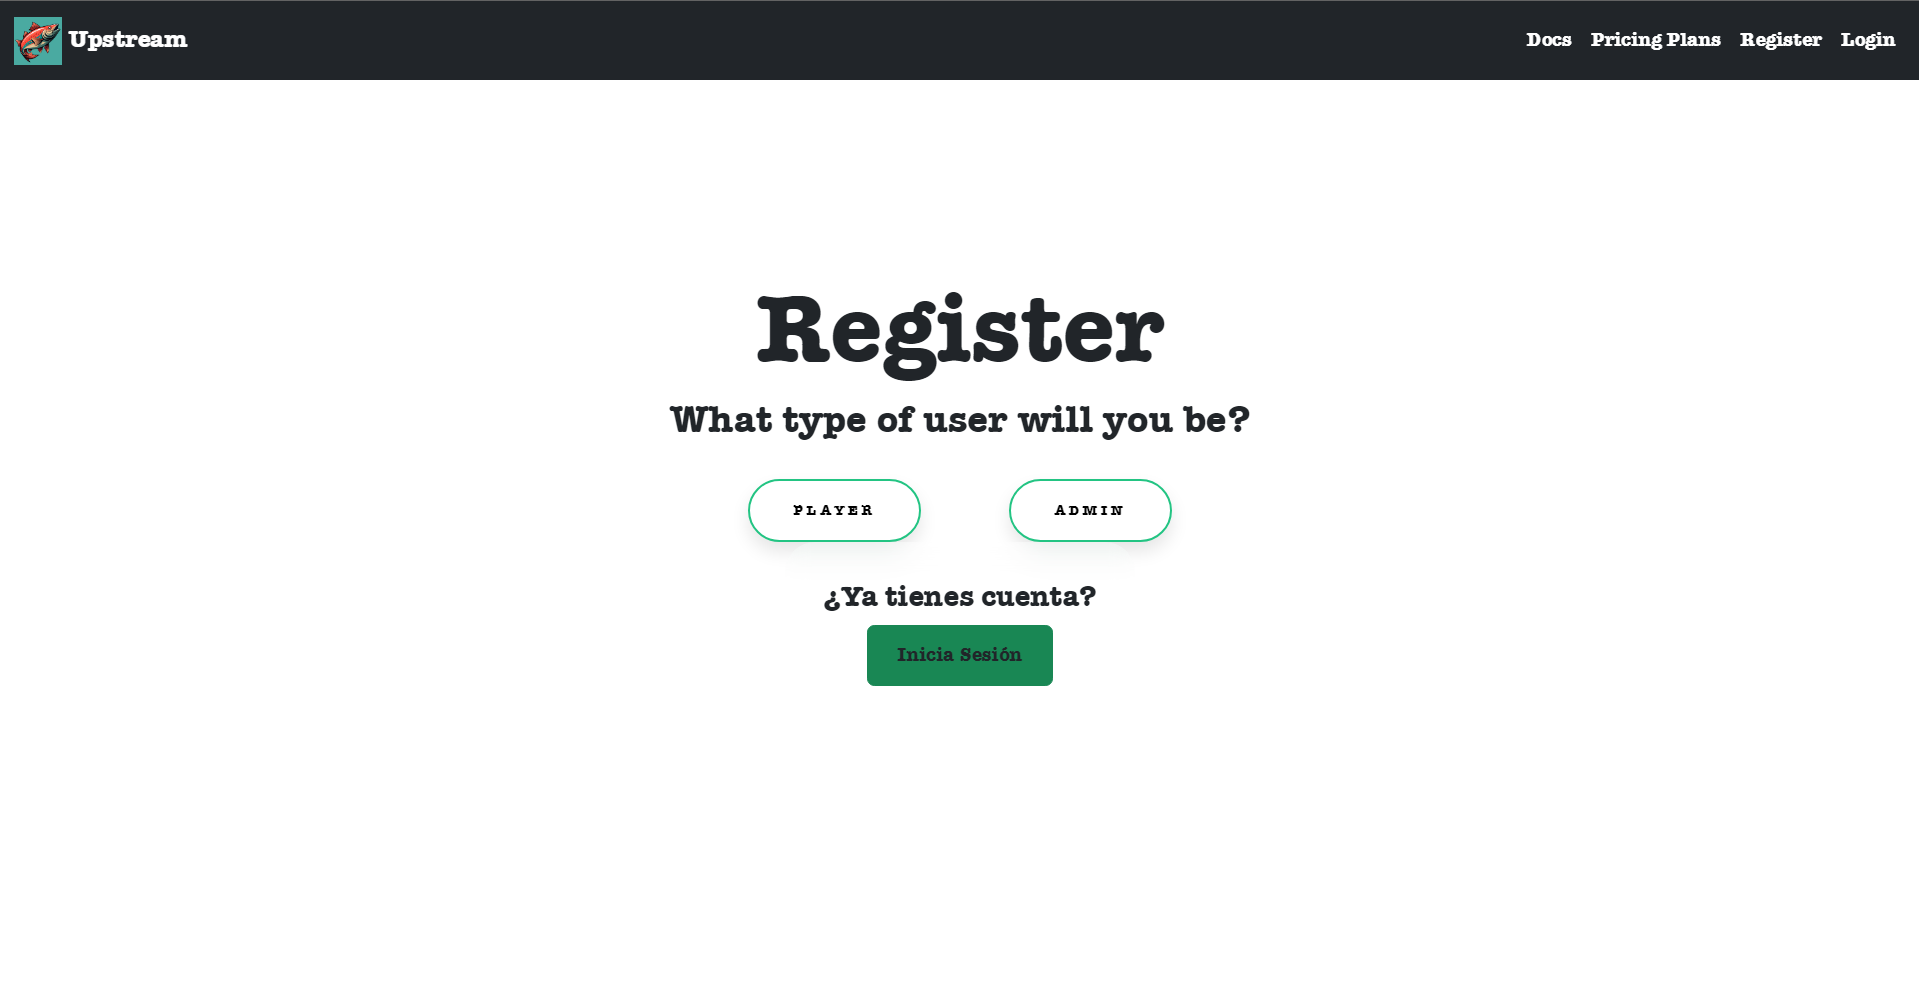 Upstream
Docs Pricing Plans Register Login
Register
What type of user will you be?
PLAYER ADMIN
¿Ya tienes cuenta?
Inicia Sesión